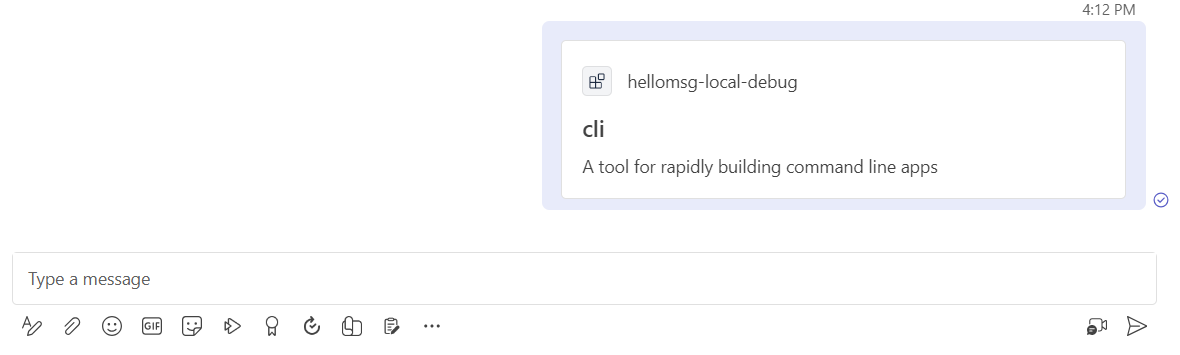 4:12 PM
hellomsg-local-debug
cli
A tool for rapidly building command line apps
Type a message
GIF